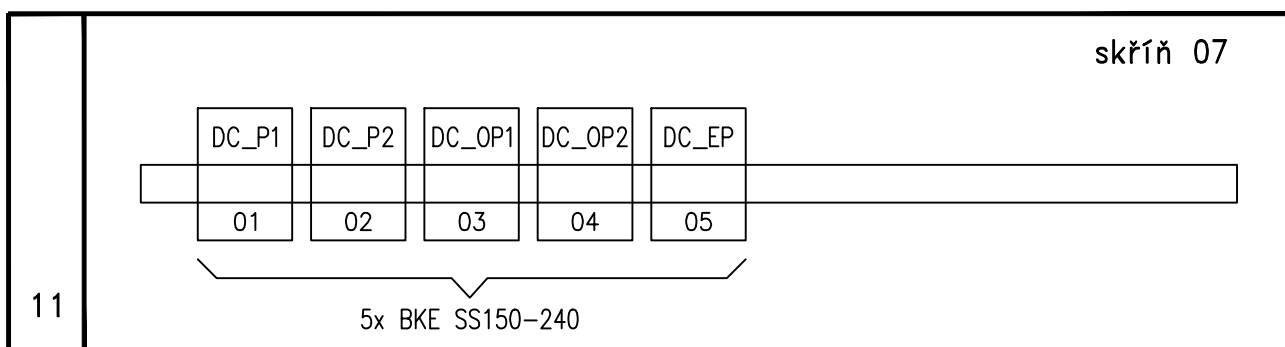 skříň 07
DC_P1 DC_P2 DC_OP1 DC_OP2 DC_EP
01 02 03 04 05
11
5x BKE SS150-240